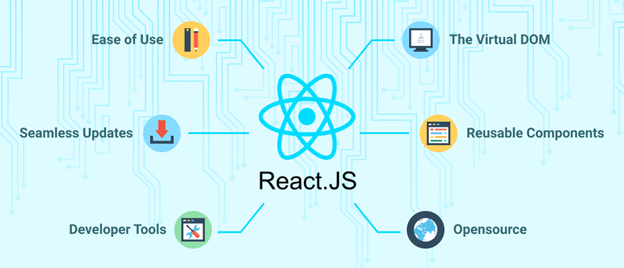 Ease of Use
The Virtual DOM
Seamless Updates
Reusable Components
React.JS
Developer Tools
Opensource